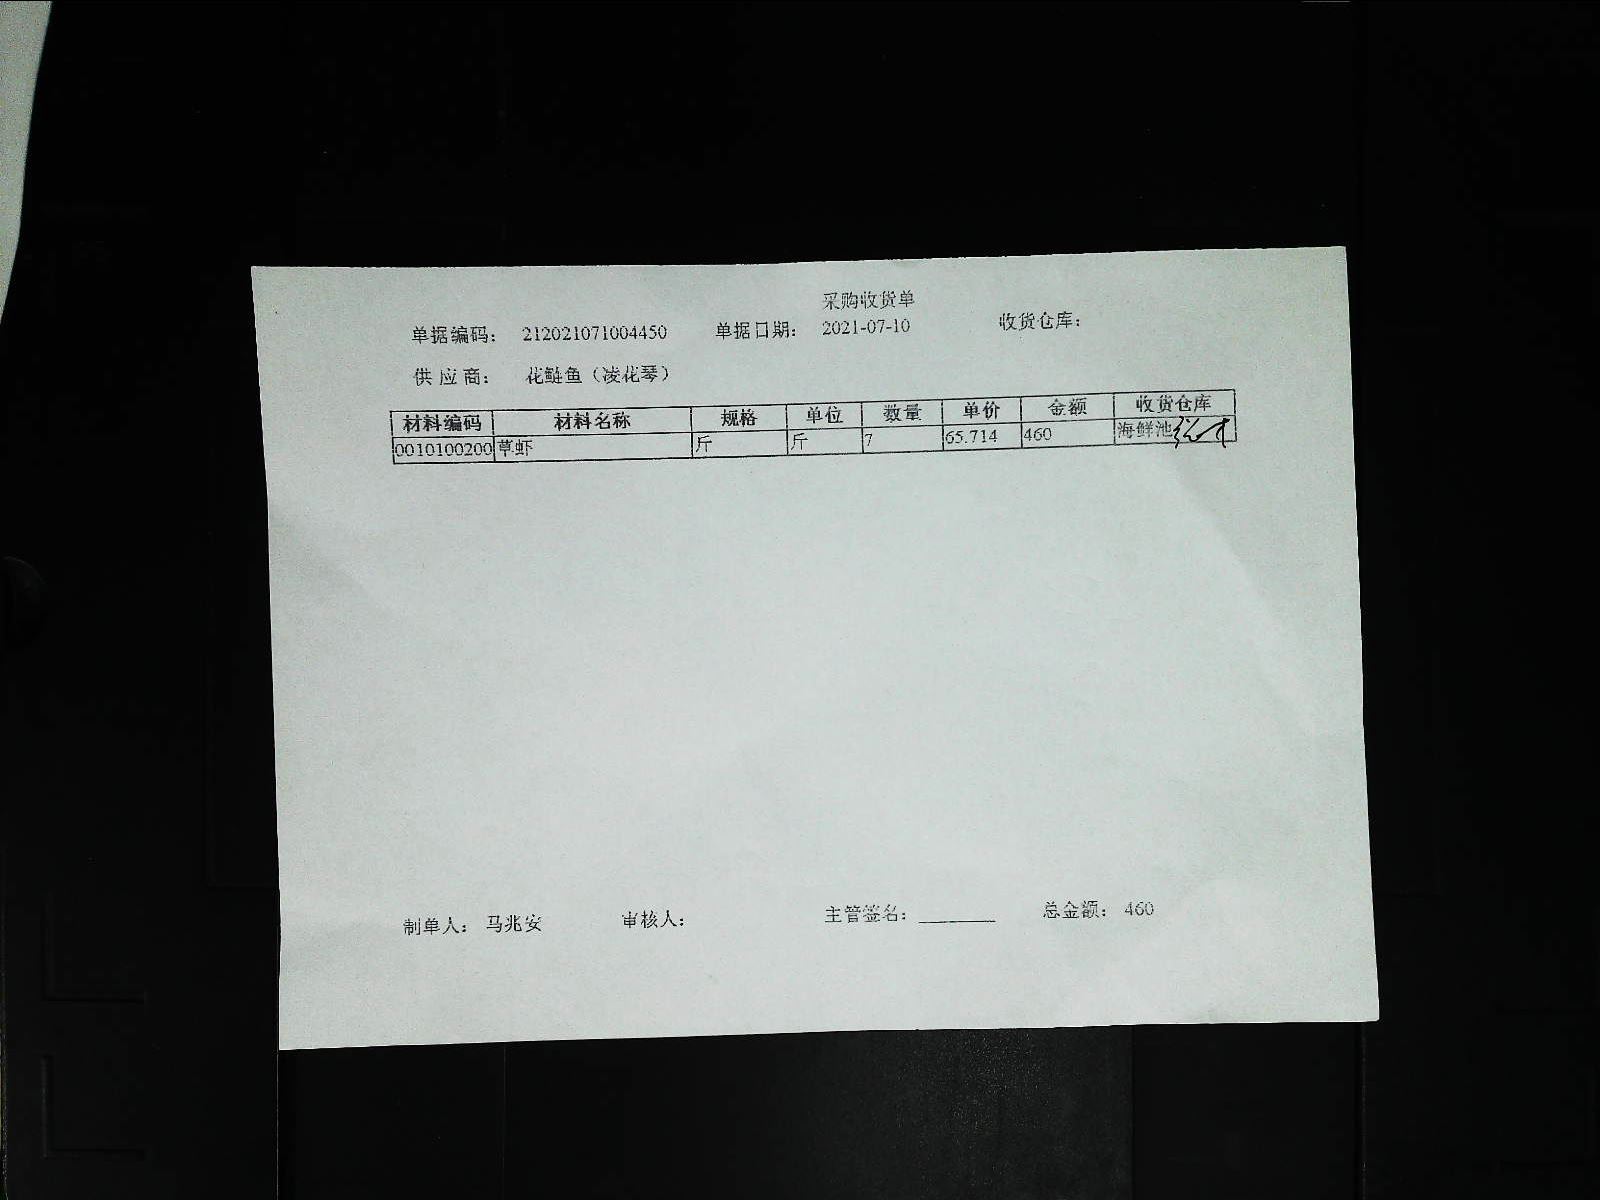 采购收货单
单据编码： 212021071004450 单据日期： 2021-07-10 收货仓库：
供 应 商： 花鲢鱼（凌花琴）
材料编码 材料名称 规格 单位 数量 单价 金额 收货仓库
0010100200 草虾 斤 斤 7 65.714 460 海鲜池
制单人： 马兆安 审核人： 主管签名： ________ 总金额： 460